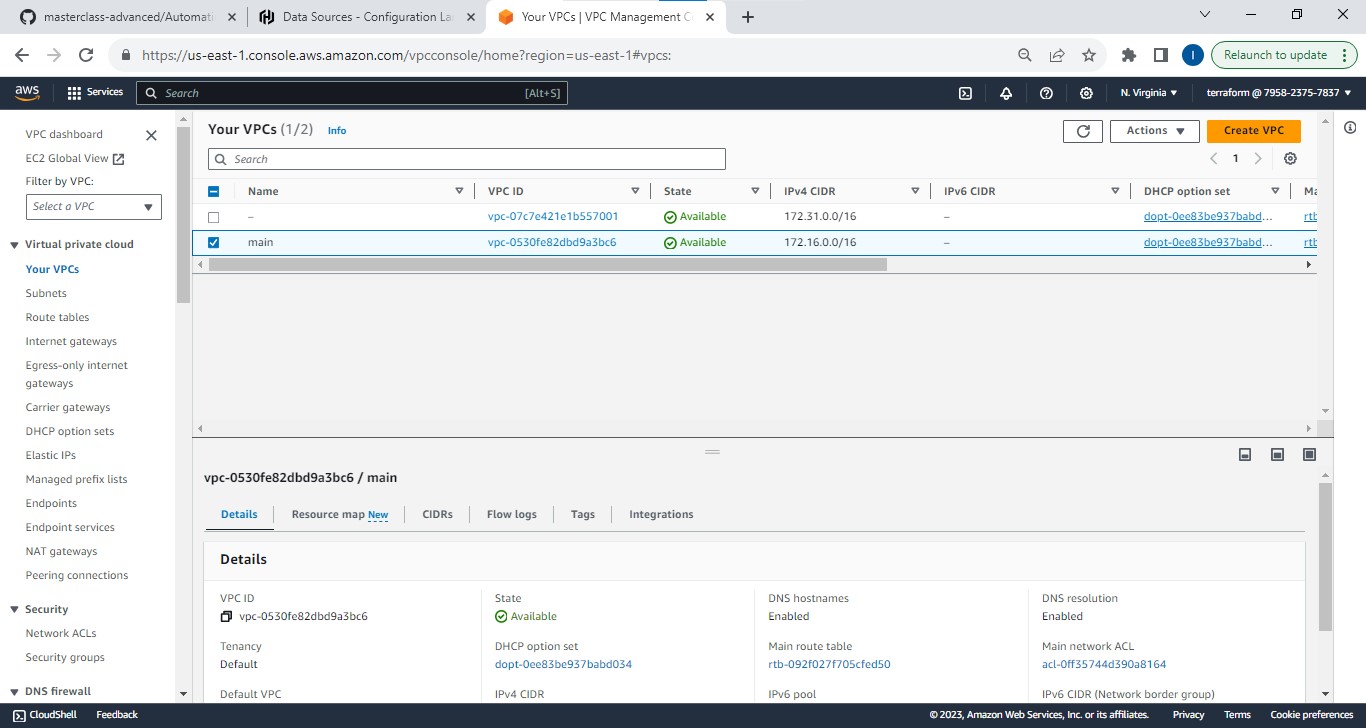 masterclass-advanced/Automati
Data Sources - Configuration La
Your VPCs | VPC Management C
https://us-east-1.console.aws.amazon.com/vpcconsole/home?region=us-east-1#vpcs:
I
Relaunch to update
aws
Services
Search
[Alt+S]
N. Virginia
terraform @ 7958-2375-7837
VPC dashboard
EC2 Global View
Filter by VPC:
Select a VPC
Virtual private cloud
Your VPCs
Subnets
Route tables
Internet gateways
Egress-only internet
gateways
Carrier gateways
DHCP option sets
Elastic IPs
Managed prefix lists
Endpoints
Endpoint services
NAT gateways
Peering connections
Security
Network ACLs
Security groups
DNS firewall
Your VPCs (1/2) Info
Actions
Create VPC
Search
1
Name VPC ID State IPv4 CIDR IPv6 CIDR DHCP option set Ma
– vpc-07c7e421e1b557001 Available 172.31.0.0/16 – dopt-0ee83be937babd... rtb
main vpc-0530fe82dbd9a3bc6 Available 172.16.0.0/16 – dopt-0ee83be937babd... rtb
vpc-0530fe82dbd9a3bc6 / main
Details Resource map New CIDRs Flow logs Tags Integrations
Details
VPC ID
vpc-0530fe82dbd9a3bc6
State
Available
DNS hostnames
Enabled
DNS resolution
Enabled
Tenancy
Default
DHCP option set
dopt-0ee83be937babd034
Main route table
rtb-092f027f705cfed50
Main network ACL
acl-0ff35744d390a8164
Default VPC
IPv4 CIDR
IPv6 pool
IPv6 CIDR (Network border group)
CloudShell Feedback
© 2023, Amazon Web Services, Inc. or its affiliates. Privacy Terms Cookie preferences